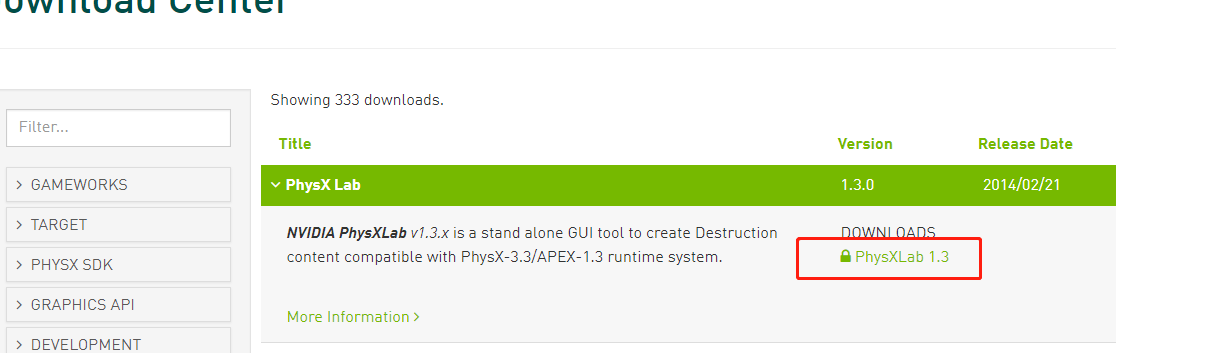 Download Center
Showing 333 downloads.
Filter...
Title Version Release Date
GAMEWORKS
TARGET
PHYSX SDK
GRAPHICS API
DEVELOPMENT
PhysX Lab 1.3.0 2014/02/21
NVIDIA PhysXLab v1.3.x is a stand alone GUI tool to create Destruction
content compatible with PhysX-3.3/APEX-1.3 runtime system.
DOWNLOADS
PhysXLab 1.3
More Information >